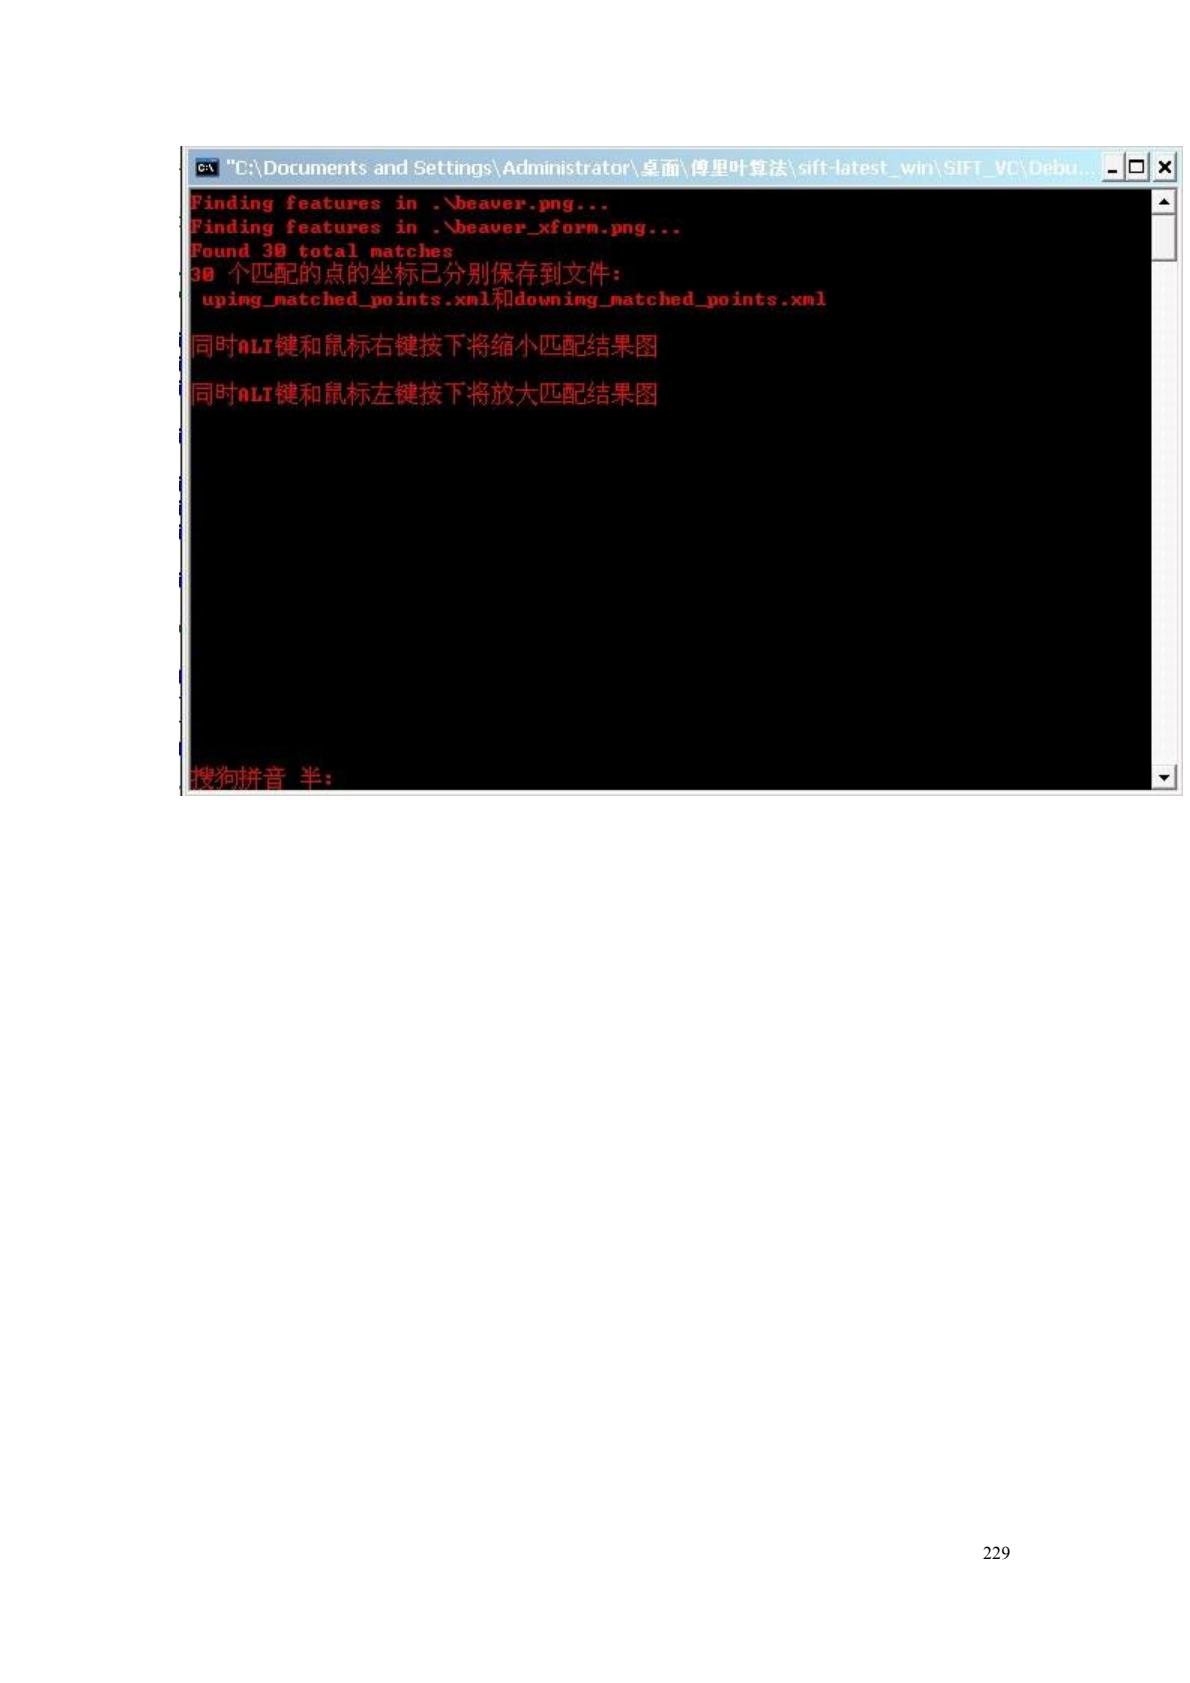 "C:\Documents and Settings\Administrator\桌面\傅里叶算法\sift-latest_win\SIFT_VC\Debu...
Finding features in .\beaver.png...
Finding features in .\beaver_xform.png...
Found 30 total matches
30 个匹配的点的坐标已分别保存到文件:
upimg_matched_points.xml和downimg_matched_points.xml
同时ALT键和鼠标右键按下将缩小匹配结果图
同时ALT键和鼠标左键按下将放大匹配结果图
搜狗拼音 半:
229